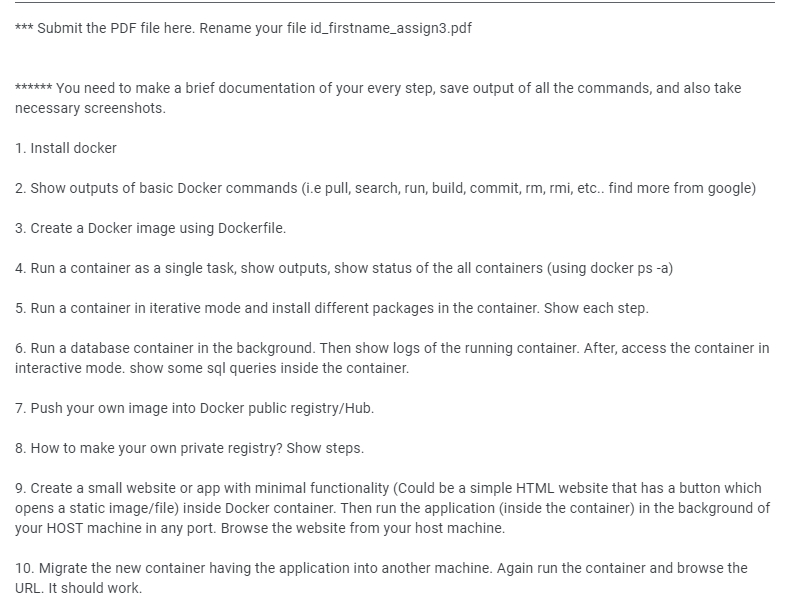 *** Submit the PDF file here. Rename your file id_firstname_assign3.pdf
****** You need to make a brief documentation of your every step, save output of all the commands, and also take
necessary screenshots.
1. Install docker
2. Show outputs of basic Docker commands (i.e pull, search, run, build, commit, rm, rmi, etc.. find more from google)
3. Create a Docker image using Dockerfile.
4. Run a container as a single task, show outputs, show status of the all containers (using docker ps -a)
5. Run a container in iterative mode and install different packages in the container. Show each step.
6. Run a database container in the background. Then show logs of the running container. After, access the container in
interactive mode. show some sql queries inside the container.
7. Push your own image into Docker public registry/Hub.
8. How to make your own private registry? Show steps.
9. Create a small website or app with minimal functionality (Could be a simple HTML website that has a button which
opens a static image/file) inside Docker container. Then run the application (inside the container) in the background of
your HOST machine in any port. Browse the website from your host machine.
10. Migrate the new container having the application into another machine. Again run the container and browse the
URL. It should work.